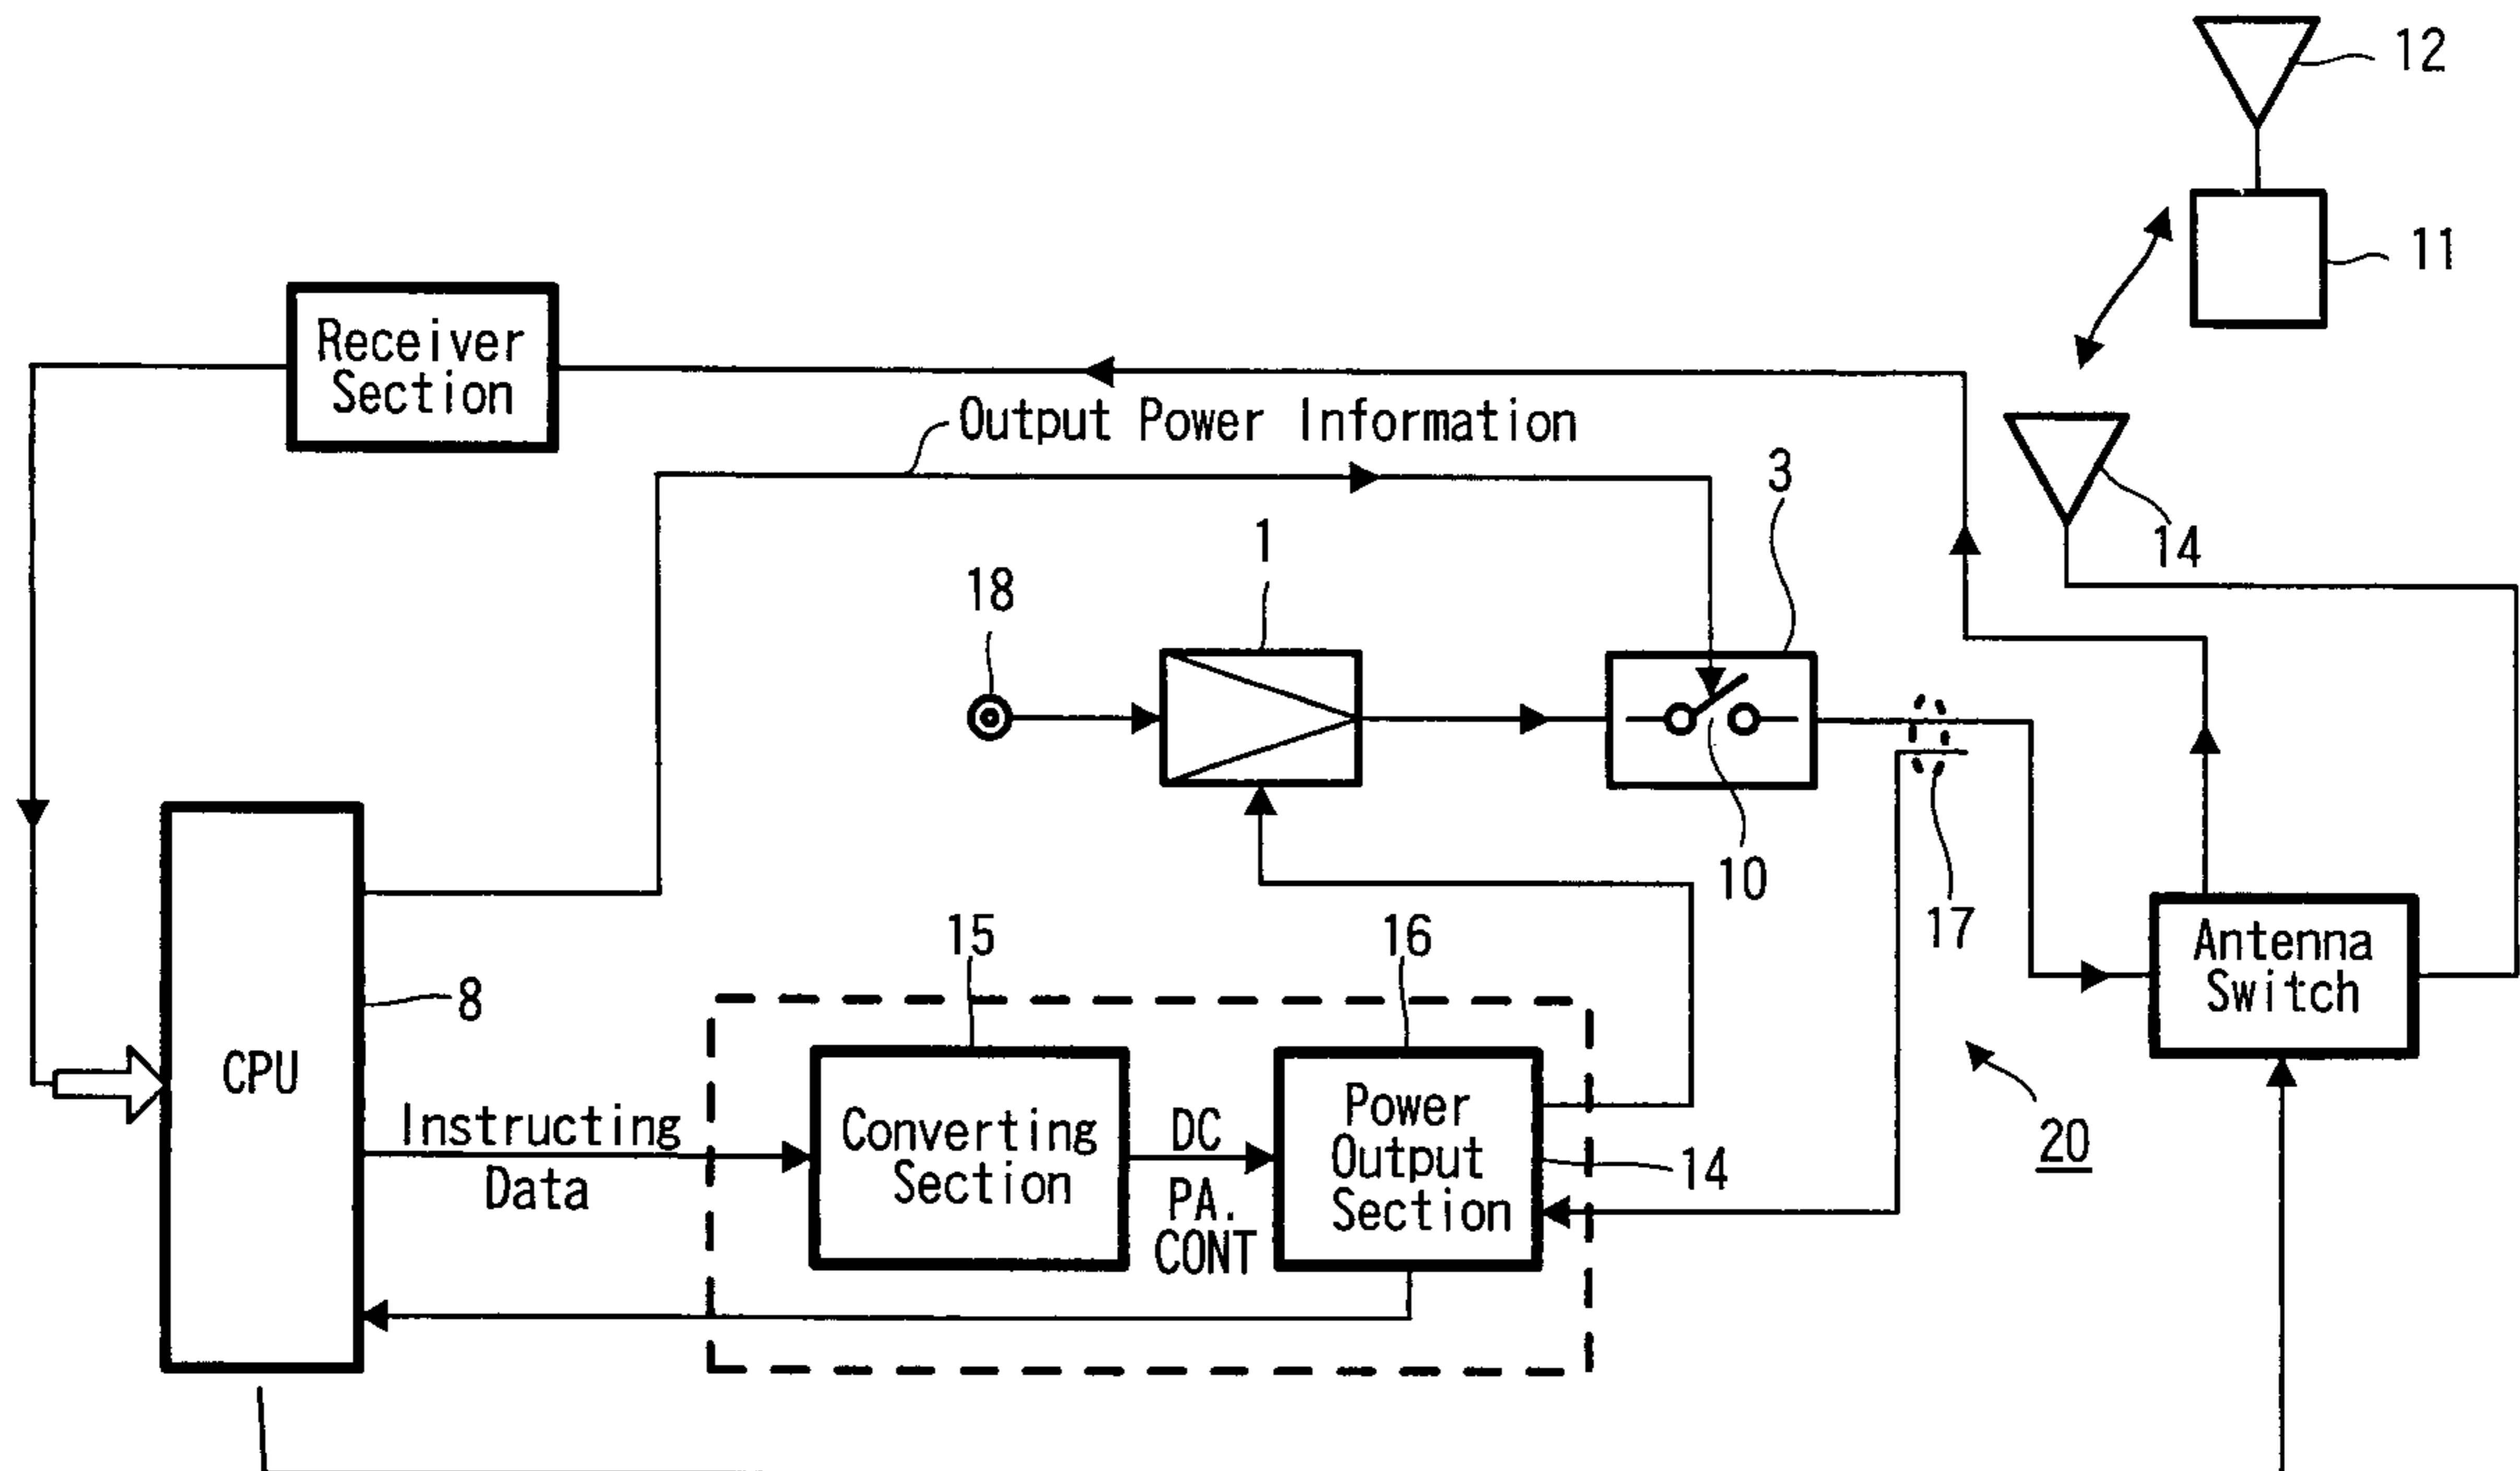 12
11
Receiver
Section
Output Power Information
3
14
1
18
10
17
Antenna
Switch
15
16
8
CPU
Instructing
Data
Converting
Section
DC
PA.
CONT
Power
Output
Section
14
20